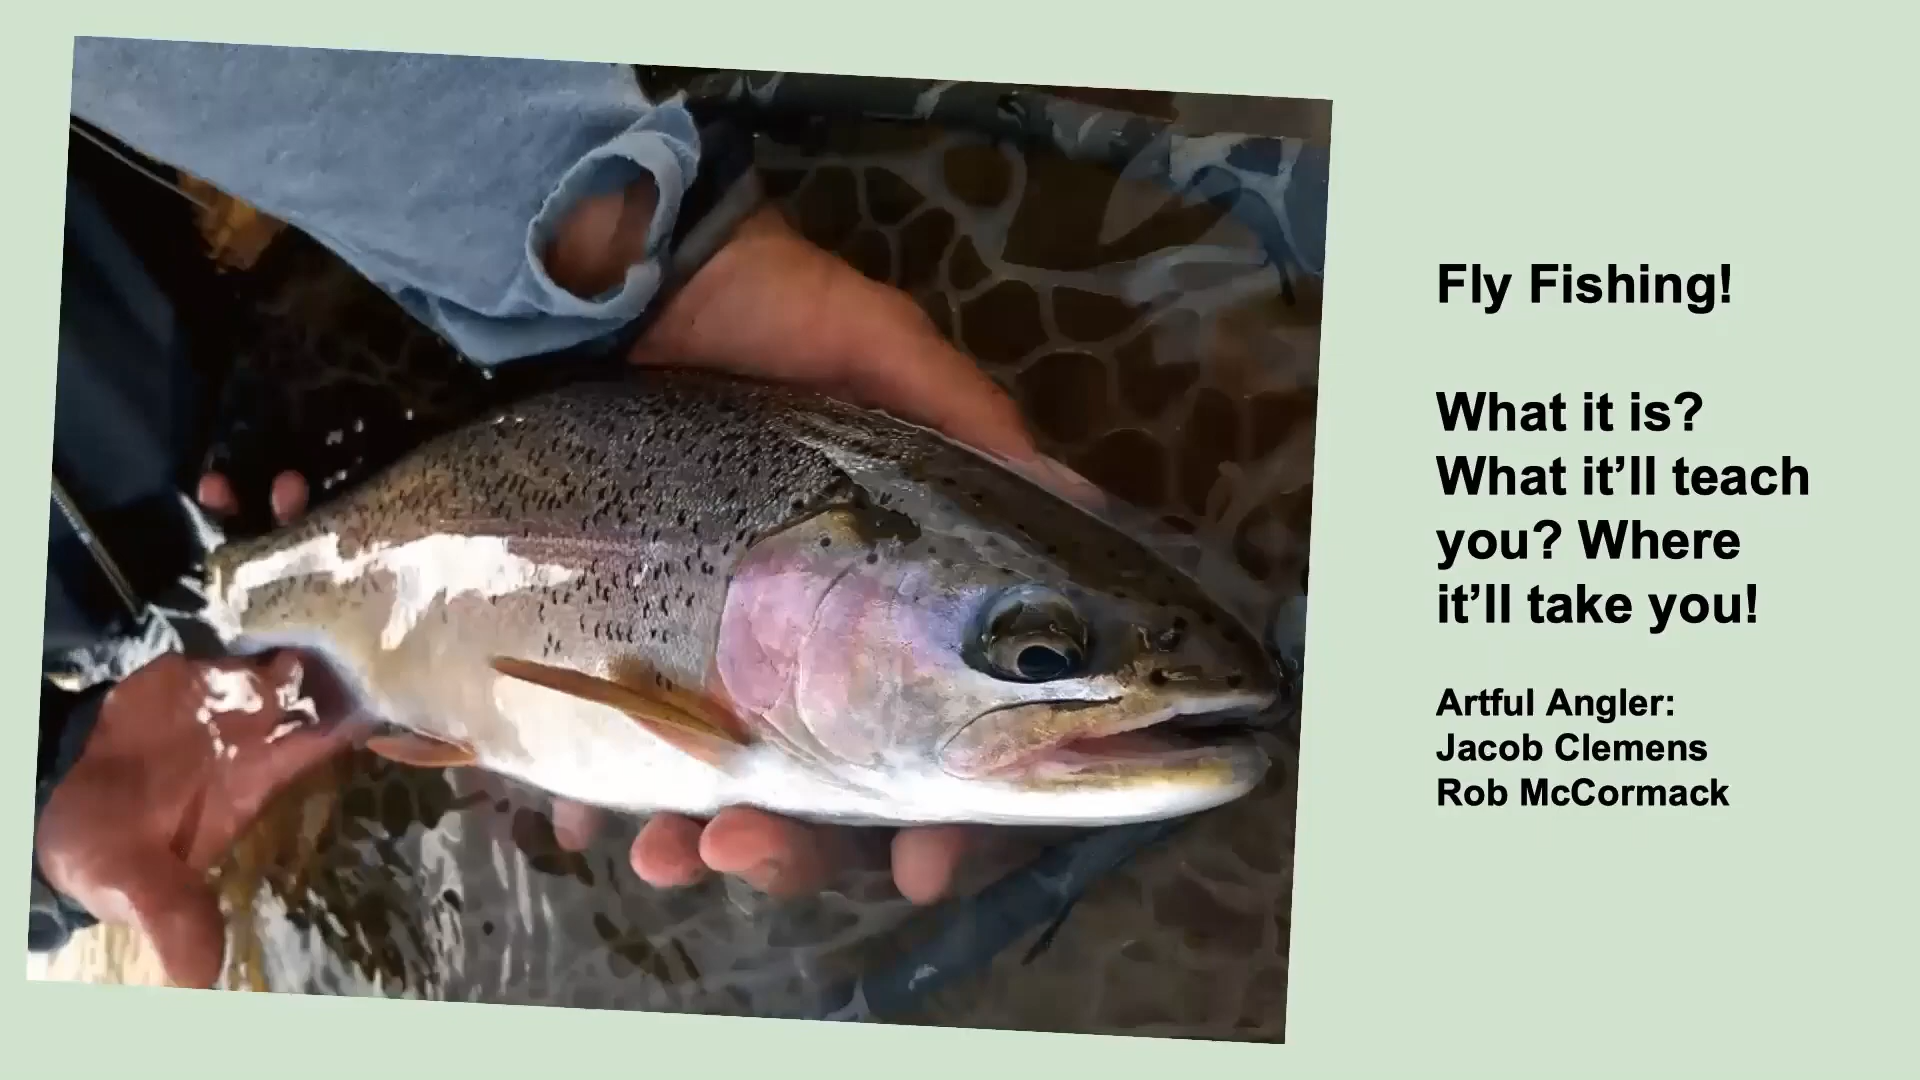 Fly Fishing!
What it is?
What it’ll teach
you? Where
it’ll take you!
Artful Angler:
Jacob Clemens
Rob McCormack